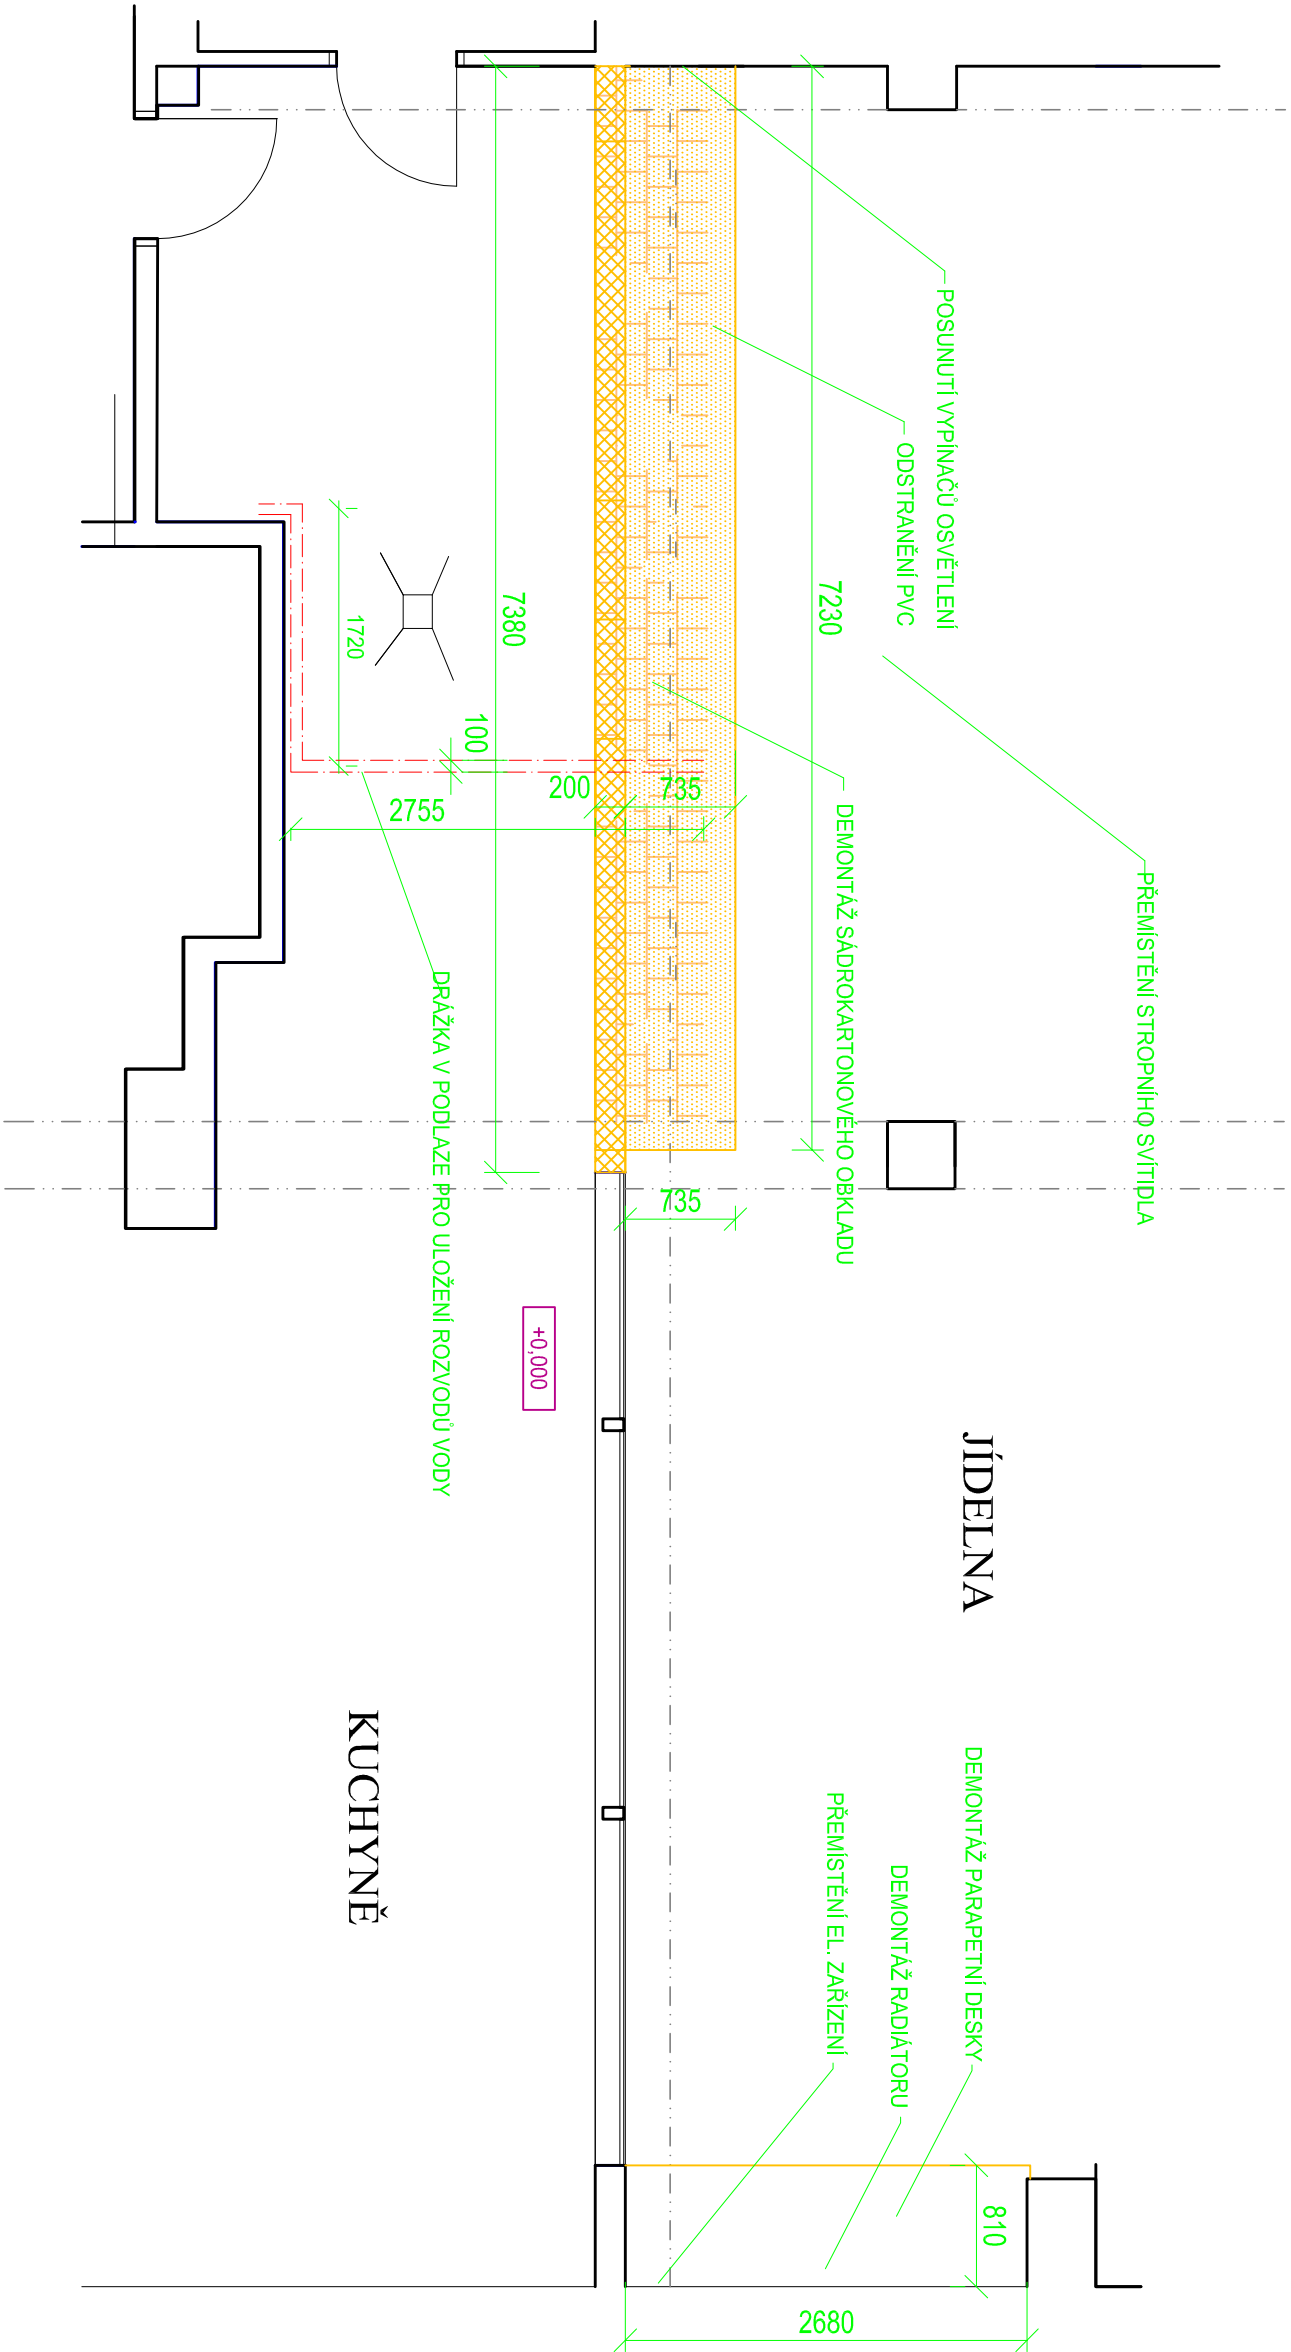 POSUNUTÍ VYPÍNAČŮ OSVĚTLENÍ
ODSTRANĚNÍ PVC
PŘEMÍSTĚNÍ STROPNÍHO SVÍTIDLA
7230
DEMONTÁŽ SÁDROKARTONOVÉHO OBKLADU
7380
1720
100
200
735
2755
DRÁŽKA V PODLAZE PRO ULOŽENÍ ROZVODŮ VODY
735
+0,000
JÍDELNA
KUCHYNĚ
DEMONTÁŽ PARAPETNÍ DESKY
DEMONTÁŽ RADIÁTORU
PŘEMÍSTĚNÍ EL. ZAŘÍZENÍ
810
2680